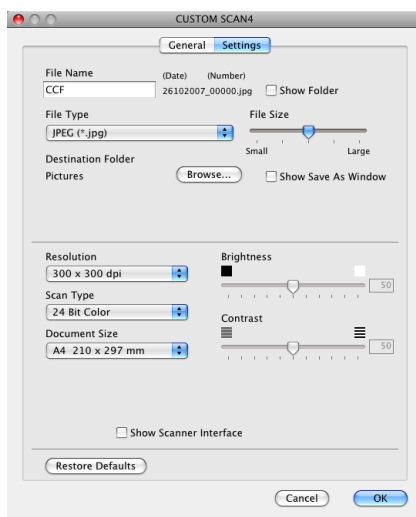 CUSTOM SCAN4
General Settings
File Name (Date) (Number)
CCF 26102007_00000.jpg Show Folder
File Type File Size
JPEG (*.jpg)
Small Large
Destination Folder
Pictures Browse... Show Save As Window
Resolution Brightness
300 x 300 dpi
50
Scan Type
24 Bit Color
Contrast
Document Size
A4 210 x 297 mm 50
Show Scanner Interface
Restore Defaults
Cancel OK